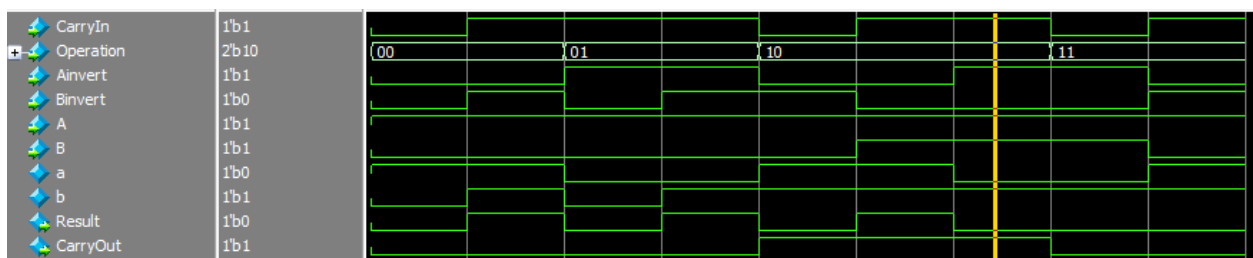 CarryIn 1'b1
Operation 2'b10 00 01 10 11
Ainvert 1'b1
Binvert 1'b0
A 1'b1
B 1'b1
a 1'b0
b 1'b1
Result 1'b0
CarryOut 1'b1